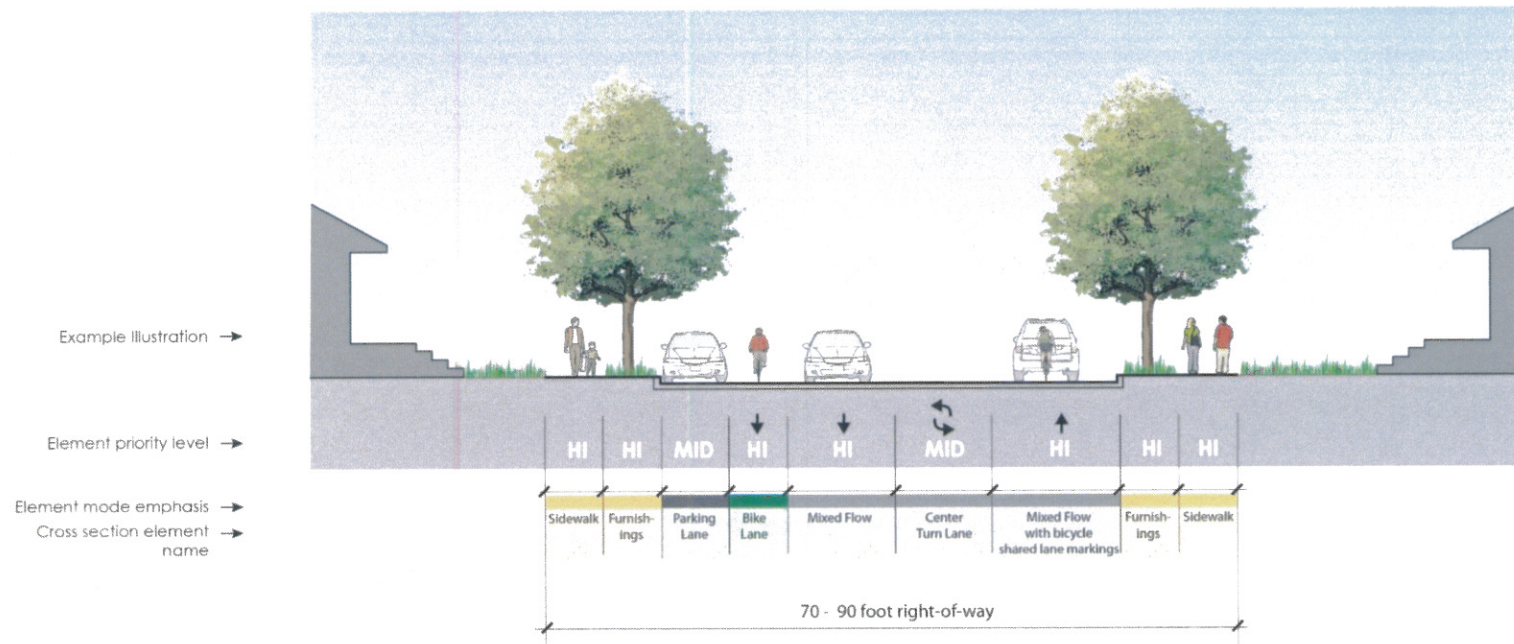 Example Illustration
Element priority level
HI HI MID HI HI MID HI HI HI
Element mode emphasis
Cross section element
name
Sidewalk
Furnish-
ings
Parking
Lane
Bike
Lane
Mixed Flow
Center
Turn Lane
Mixed Flow
with bicycle
shared lane markings
Furnish-
ings
Sidewalk
70 - 90 foot right-of-way